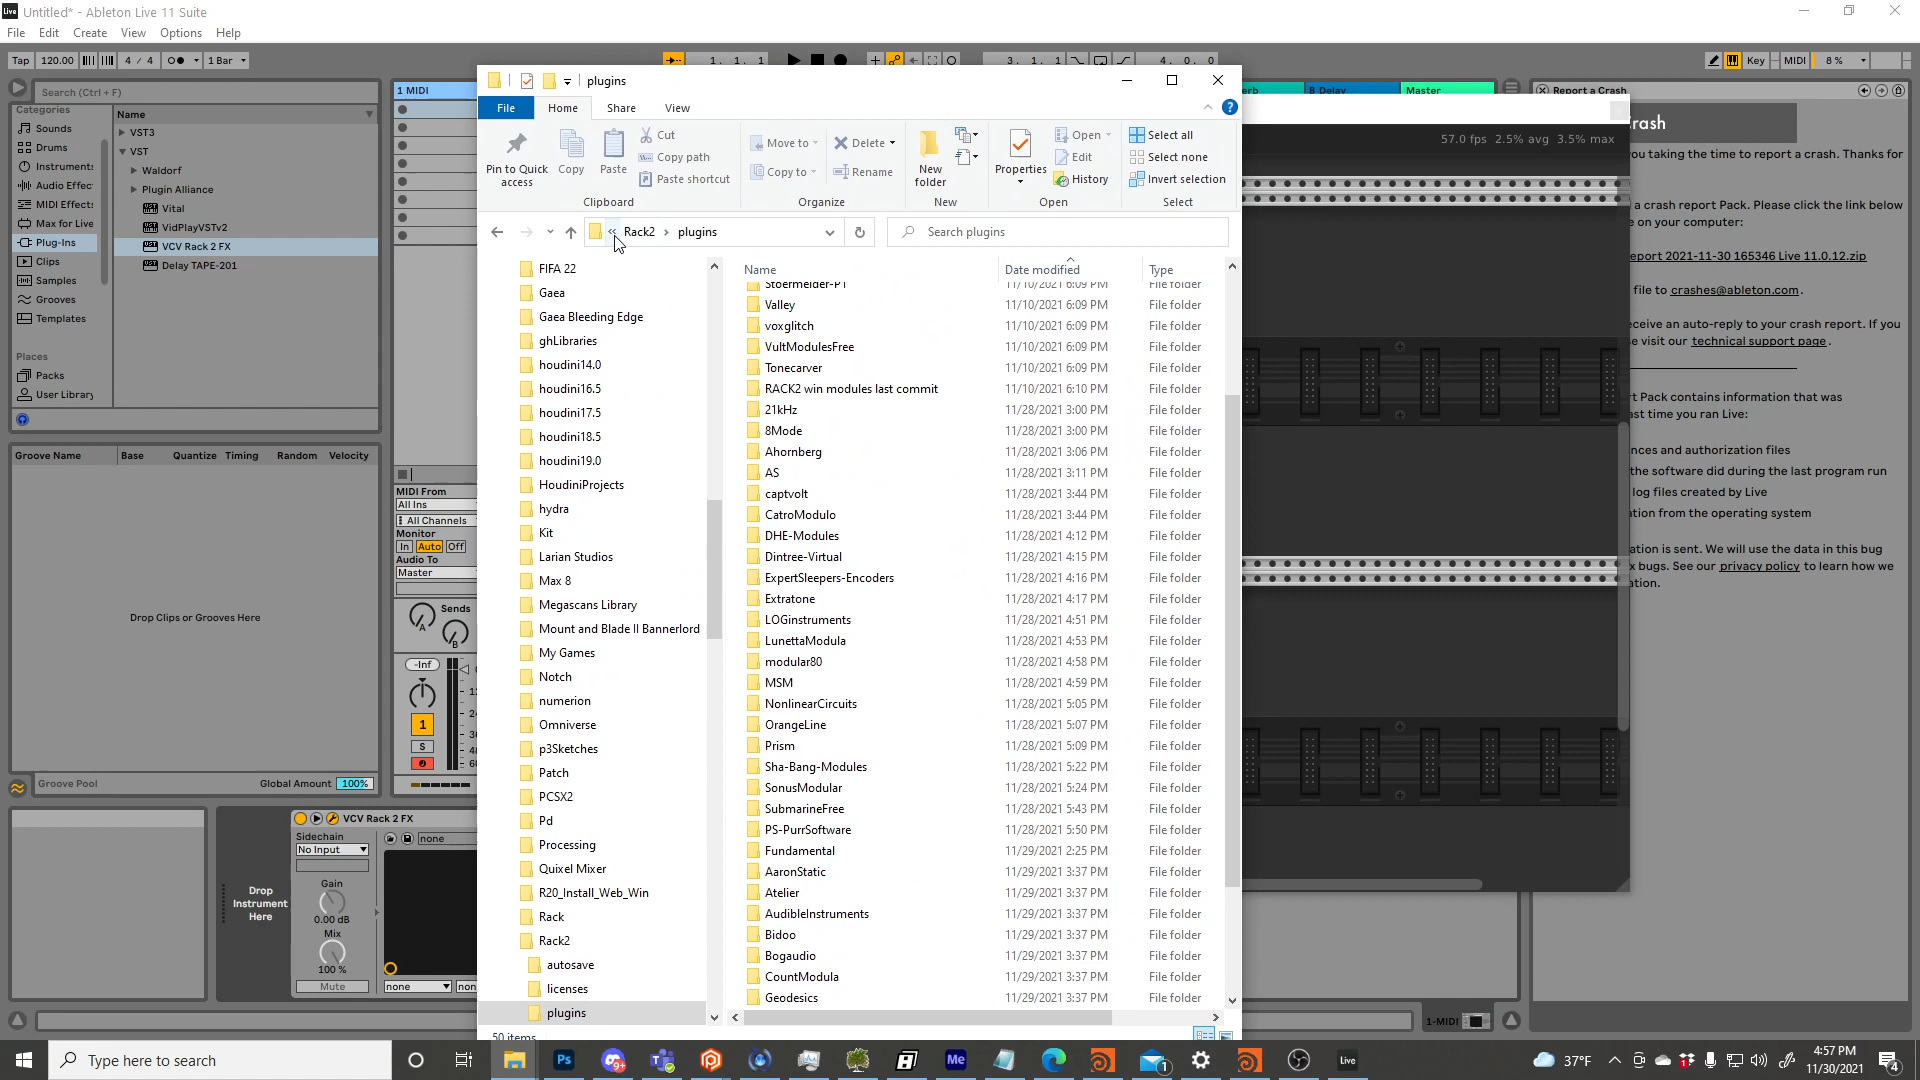 Untitled* - Ableton Live 11 Suite
File Edit Create View Options Help
Tap 120.00 4 / 4 1 Bar
1. 1. 1
3. 1. 1
4. 0. 0
Key MIDI 8 %
Search (Ctrl + F)
Categories
Sounds
Drums
Instruments
Audio Effec
MIDI Effect
Max for Live
Plug-Ins
Clips
Samples
Grooves
Templates
Places
Packs
User Library
Name
VST3
VST
Waldorf
Plugin Alliance
Vital
VidPlayVSTv2
VCV Rack 2 FX
Delay TAPE-201
Groove Name Base Quantize Timing Random Velocity
Drop Clips or Grooves Here
Groove Pool Global Amount 100%
1 MIDI
MIDI From
All Ins
All Channels
Monitor
In Auto Off
Audio To
Master
Sends
A
B
-Inf
1
S
Drop
Instrument
Here
VCV Rack 2 FX
Sidechain
No Input
Gain
0.00 dB
Mix
100 %
Mute
none
none non
plugins
File Home Share View
Pin to Quick
access
Copy
Paste
Cut
Copy path
Paste shortcut
Clipboard
Move to
Copy to
Delete
Rename
Organize
New
folder
New
Properties
Open
Edit
History
Open
Select all
Select none
Invert selection
Select
« Rack2 › plugins
Search plugins
FIFA 22
Gaea
Gaea Bleeding Edge
ghLibraries
houdini14.0
houdini16.5
houdini17.5
houdini18.5
houdini19.0
HoudiniProjects
hydra
Kit
Larian Studios
Max 8
Megascans Library
Mount and Blade II Bannerlord
My Games
Notch
numerion
Omniverse
p3Sketches
Patch
PCSX2
Pd
Processing
Quixel Mixer
R20_Install_Web_Win
Rack
Rack2
autosave
licenses
plugins
50 items
Name Date modified Type
Stoermelder-P1 11/10/2021 6:09 PM File folder
Valley 11/10/2021 6:09 PM File folder
voxglitch 11/10/2021 6:09 PM File folder
VultModulesFree 11/10/2021 6:09 PM File folder
Tonecarver 11/10/2021 6:09 PM File folder
RACK2 win modules last commit 11/10/2021 6:10 PM File folder
21kHz 11/28/2021 3:00 PM File folder
8Mode 11/28/2021 3:00 PM File folder
Ahornberg 11/28/2021 3:06 PM File folder
AS 11/28/2021 3:11 PM File folder
captvolt 11/28/2021 3:44 PM File folder
CatroModulo 11/28/2021 3:44 PM File folder
DHE-Modules 11/28/2021 4:12 PM File folder
Dintree-Virtual 11/28/2021 4:15 PM File folder
ExpertSleepers-Encoders 11/28/2021 4:16 PM File folder
Extratone 11/28/2021 4:17 PM File folder
LOGinstruments 11/28/2021 4:51 PM File folder
LunettaModula 11/28/2021 4:53 PM File folder
modular80 11/28/2021 4:58 PM File folder
MSM 11/28/2021 4:59 PM File folder
NonlinearCircuits 11/28/2021 5:05 PM File folder
OrangeLine 11/28/2021 5:07 PM File folder
Prism 11/28/2021 5:09 PM File folder
Sha-Bang-Modules 11/28/2021 5:22 PM File folder
SonusModular 11/28/2021 5:24 PM File folder
SubmarineFree 11/28/2021 5:43 PM File folder
PS-PurrSoftware 11/28/2021 5:50 PM File folder
Fundamental 11/29/2021 2:25 PM File folder
AaronStatic 11/29/2021 3:37 PM File folder
Atelier 11/29/2021 3:37 PM File folder
AudibleInstruments 11/29/2021 3:37 PM File folder
Bidoo 11/29/2021 3:37 PM File folder
Bogaudio 11/29/2021 3:37 PM File folder
CountModula 11/29/2021 3:37 PM File folder
Geodesics 11/29/2021 3:37 PM File folder
erb B Delay Master
57.0 fps 2.5% avg 3.5% max
Report a Crash
rash
ou taking the time to report a crash. Thanks for
a crash report Pack. Please click the link below
e on your computer:
eport 2021-11-30 165346 Live 11.0.12.zip
file to crashes@ableton.com.
eceive an auto-reply to your crash report. If you
e visit our technical support page.
rt Pack contains information that was
ast time you ran Live:
nces and authorization files
the software did during the last program run
log files created by Live
tion from the operating system
ation is sent. We will use the data in this bug
x bugs. See our privacy policy to learn how we
ation.
1-MIDI
Type here to search
37°F
4:57 PM
11/30/2021